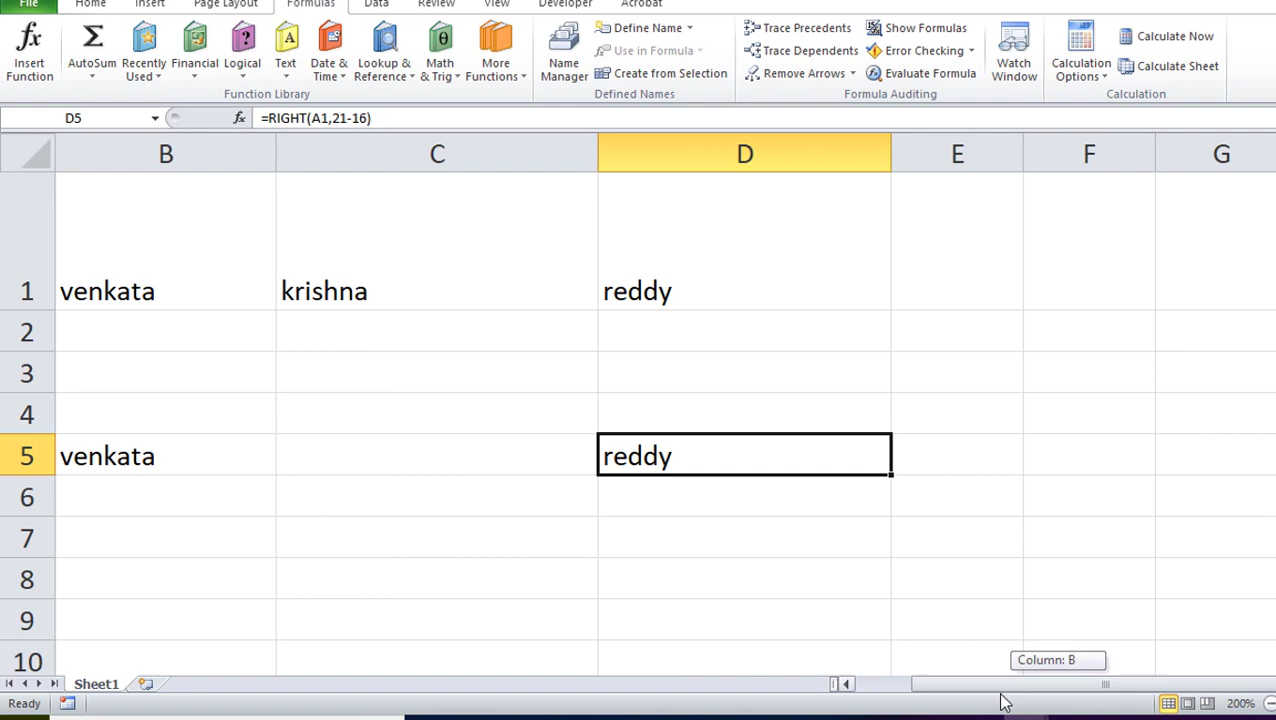 File Home Insert Page Layout Formulas Data Review View Developer Acrobat
fx Insert Function
Σ AutoSum
Recently Used
Financial
Logical
A Text
Date & Time
Lookup & Reference
θ Math & Trig
More Functions
Function Library
Name Manager
Define Name
Use in Formula
Create from Selection
Defined Names
Trace Precedents
Trace Dependents
Remove Arrows
Show Formulas
Error Checking
Evaluate Formula
Watch Window
Formula Auditing
Calculation Options
Calculate Now
Calculate Sheet
Calculation
D5 fx =RIGHT(A1,21-16)
B C D E F G
1 venkata krishna reddy
2
3
4
5 venkata reddy
6
7
8
9
10
Column: B
Sheet1
Ready 200%